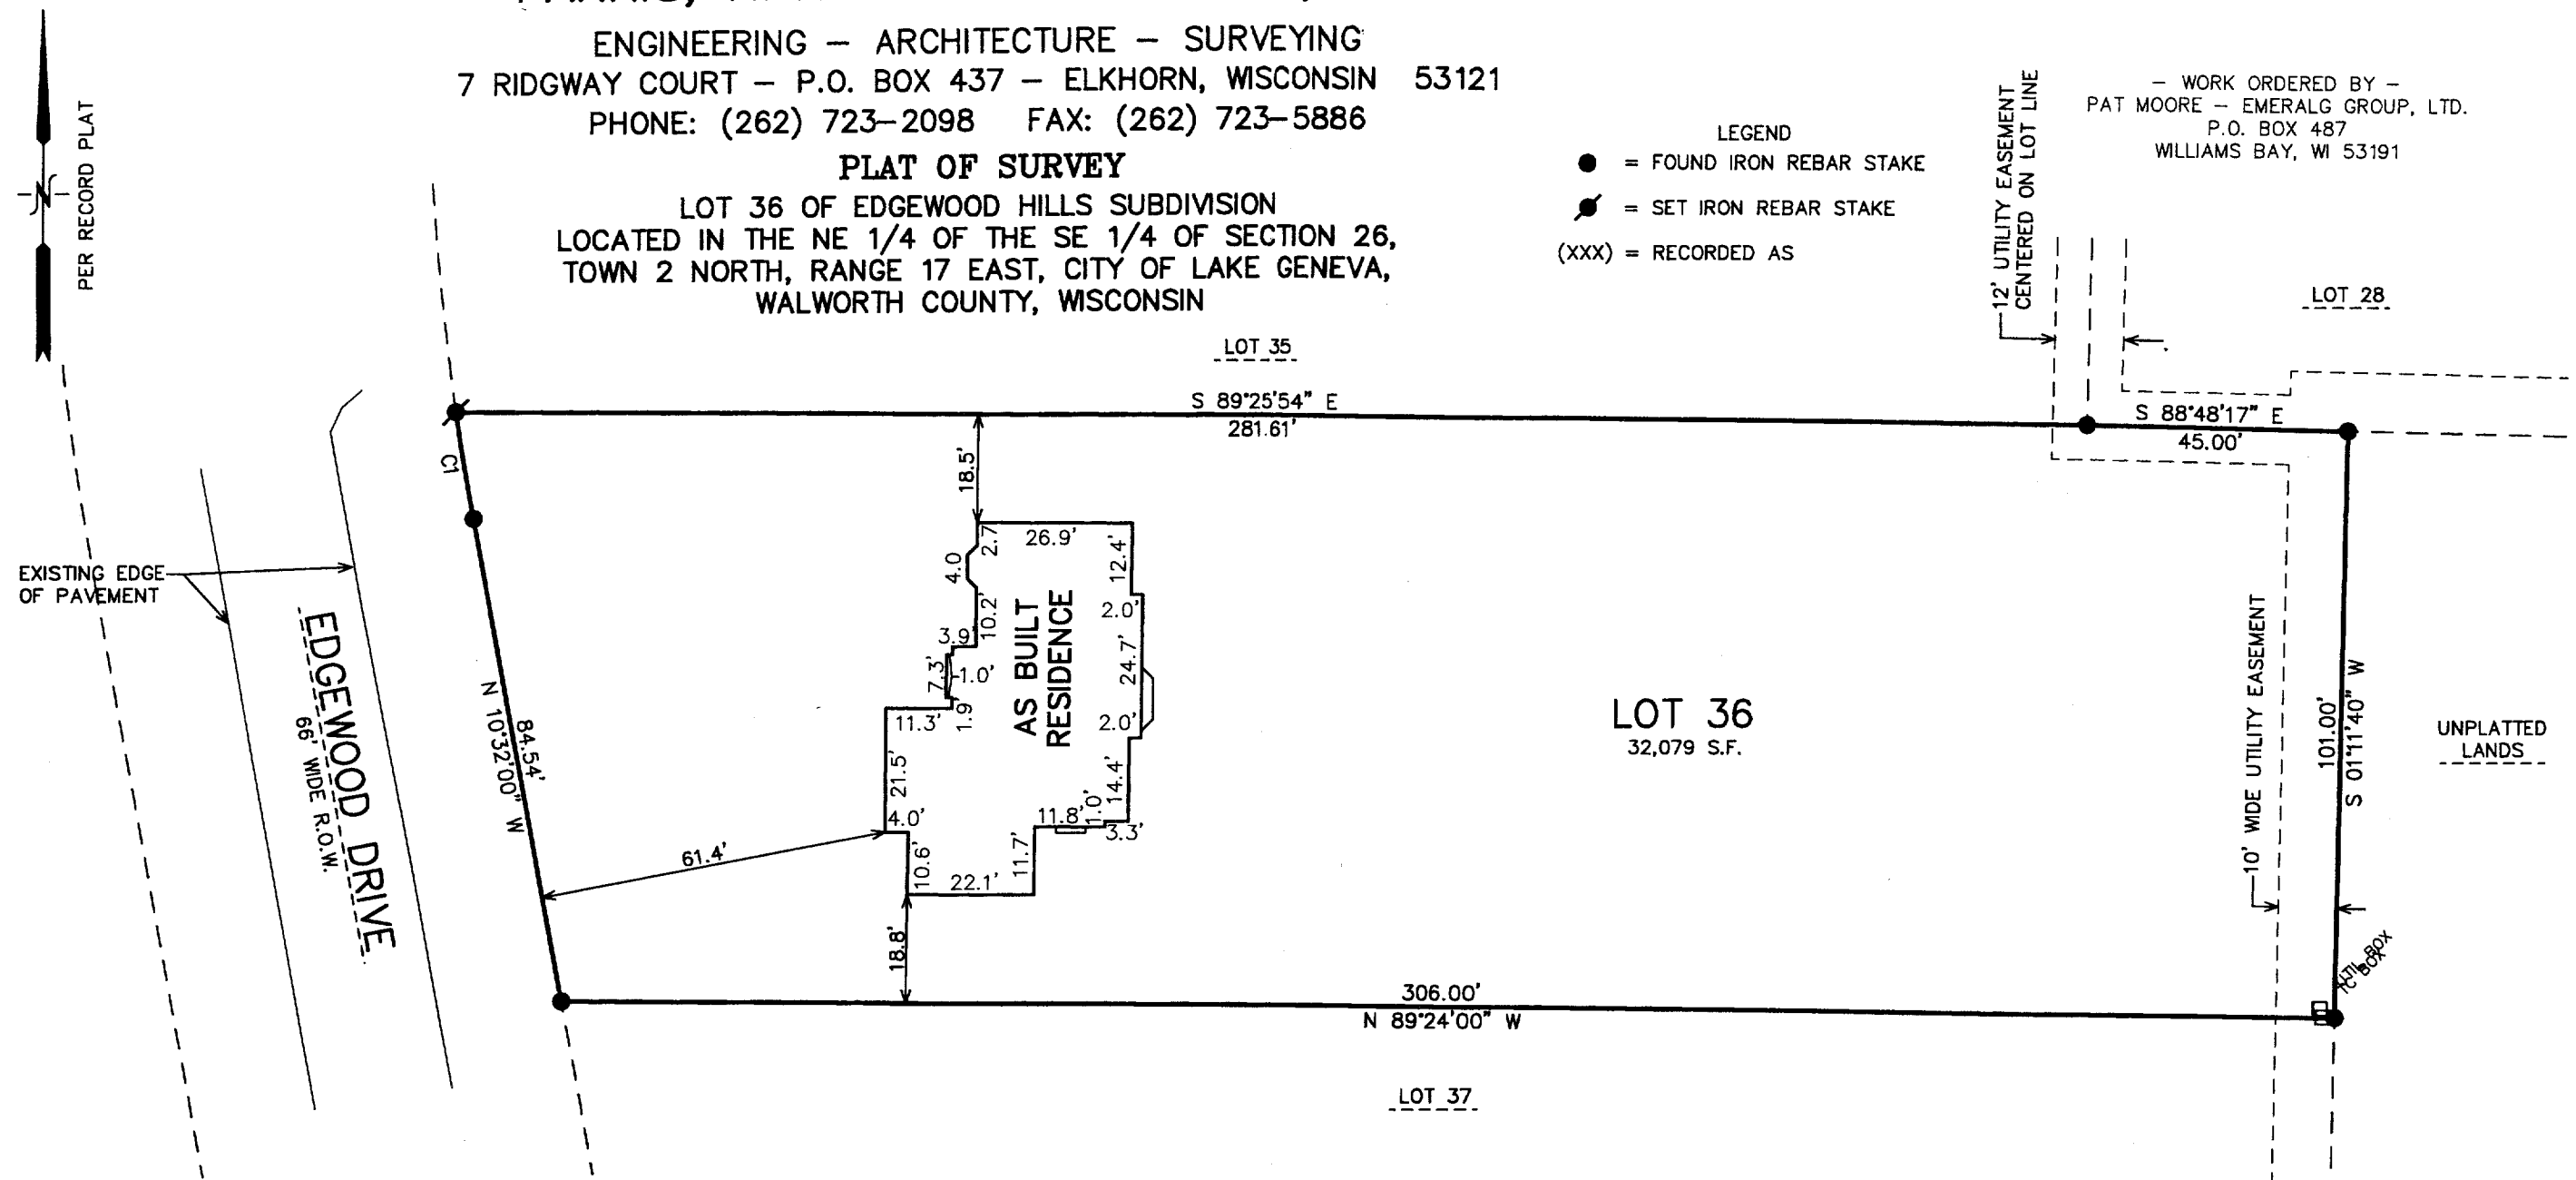 ENGINEERING – ARCHITECTURE – SURVEYING
7 RIDGWAY COURT – P.O. BOX 437 – ELKHORN, WISCONSIN 53121
PHONE: (262) 723–2098 FAX: (262) 723–5886
PLAT OF SURVEY
LOT 36 OF EDGEWOOD HILLS SUBDIVISION
LOCATED IN THE NE 1/4 OF THE SE 1/4 OF SECTION 26,
TOWN 2 NORTH, RANGE 17 EAST, CITY OF LAKE GENEVA,
WALWORTH COUNTY, WISCONSIN
N
PER RECORD PLAT
LEGEND
= FOUND IRON REBAR STAKE
= SET IRON REBAR STAKE
(XXX) = RECORDED AS
12' UTILITY EASEMENT
CENTERED ON LOT LINE
– WORK ORDERED BY –
PAT MOORE – EMERALG GROUP, LTD.
P.O. BOX 487
WILLIAMS BAY, WI 53191
LOT 28
LOT 35
S 89°25'54" E
281.61'
S 88°48'17" E
45.00'
C1
18.5'
2.7
26.9'
12.4'
4.0
10.2'
2.0'
3.9'
24.7'
7.3'
1.0'
1.9'
11.3'
2.0'
AS BUILT
RESIDENCE
21.5'
14.4'
4.0'
11.8'
1.0'
3.3'
10.6'
11.7'
22.1'
61.4'
18.8'
EXISTING EDGE
OF PAVEMENT
EDGEWOOD DRIVE
66' WIDE R.O.W.
84.54'
N 10°32'00" W
LOT 36
32,079 S.F.
10' WIDE UTILITY EASEMENT
101.00'
S 01°11'40" W
UNPLATTED
LANDS
UTIL BOX
TC BOX
306.00'
N 89°24'00" W
LOT 37